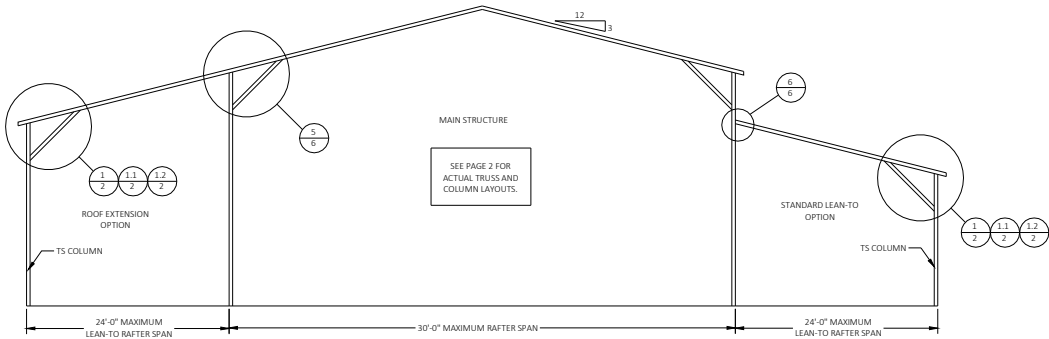 12
3
6
6
MAIN STRUCTURE
5
6
SEE PAGE 2 FOR
ACTUAL TRUSS AND
COLUMN LAYOUTS.
1
2
1.1
2
1.2
2
ROOF EXTENSION
OPTION
STANDARD LEAN-TO
OPTION
1
2
1.1
2
1.2
2
TS COLUMN
TS COLUMN
24'-0" MAXIMUM
LEAN-TO RAFTER SPAN
30'-0" MAXIMUM RAFTER SPAN
24'-0" MAXIMUM
LEAN-TO RAFTER SPAN